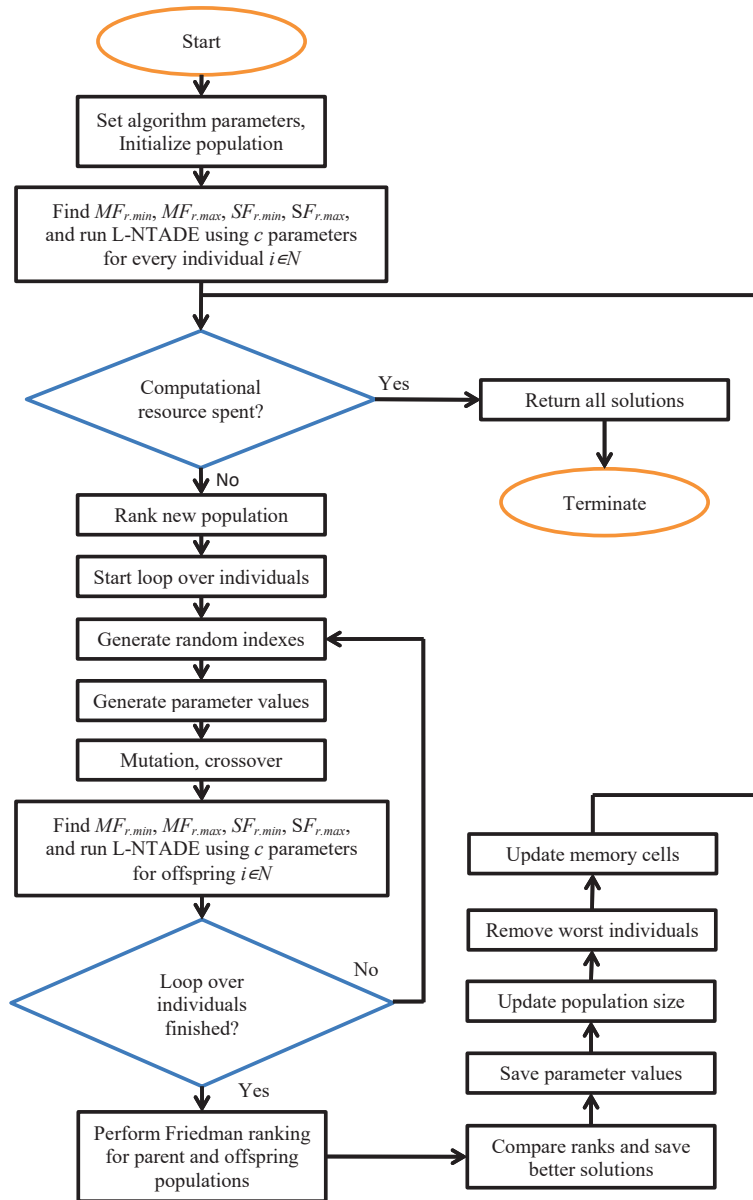 Start
Set algorithm parameters,
Initialize population
Find MFr.min, MFr.max, SFr.min, SFr.max,
and run L-NTADE using c parameters
for every individual i∈N
Computational
resource spent?
Yes
Return all solutions
Terminate
No
Rank new population
Start loop over individuals
Generate random indexes
Generate parameter values
Mutation, crossover
Find MFr.min, MFr.max, SFr.min, SFr.max,
and run L-NTADE using c parameters
for offspring i∈N
Loop over
individuals
finished?
No
Yes
Perform Friedman ranking
for parent and offspring
populations
Compare ranks and save
better solutions
Save parameter values
Update population size
Remove worst individuals
Update memory cells